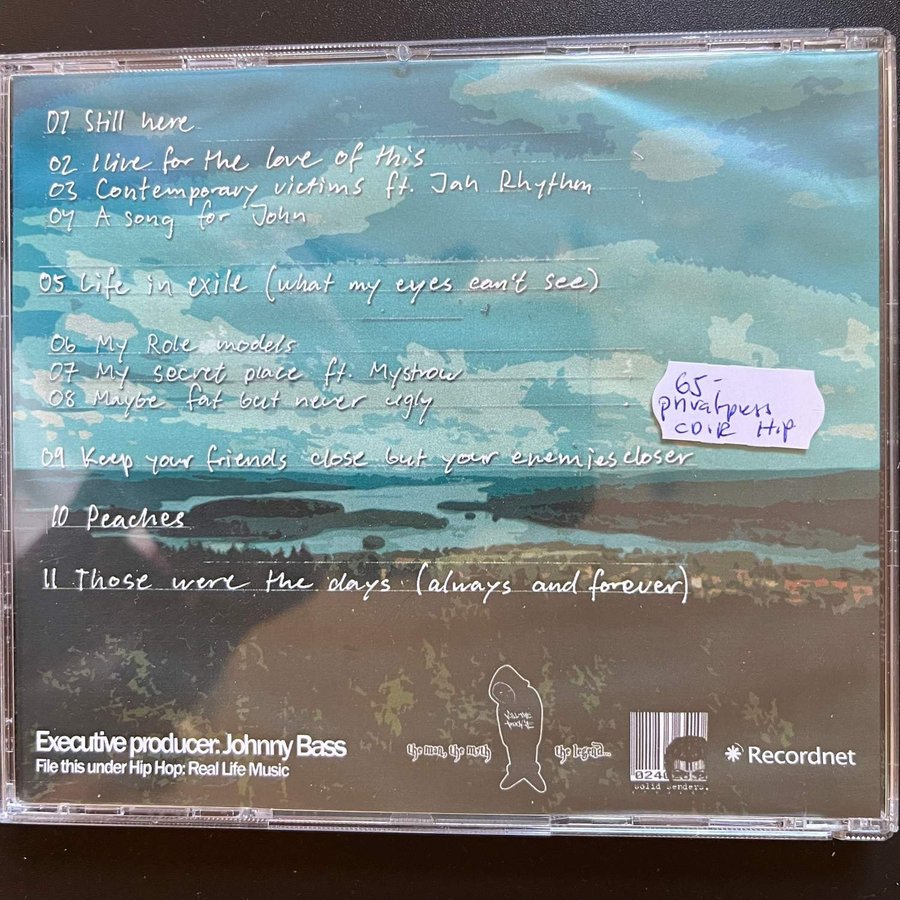 01 Still here
02 I live for the love of this
03 Contemporary victims ft. Jah Rhythm
04 A song for John
05 Life in exile (what my eyes can't see)
06 My Role models
07 My secret place ft. Mystrow
08 Maybe fat but never ugly
65-
privatpress
CDIR Hip
09 Keep your friends close but your enemies closer
10 Peaches
11 Those were the days (always and forever)
Executive producer: Johnny Bass
File this under Hip Hop: Real Life Music
the man, the myth
the legend...
solid senders.
Recordnet